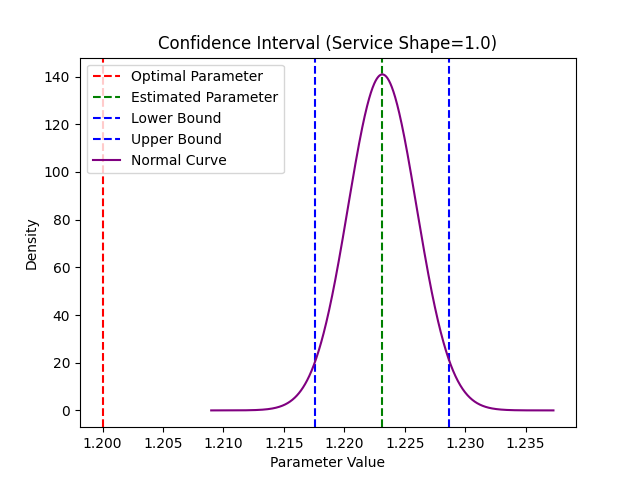 Confidence Interval (Service Shape=1.0)
Optimal Parameter
Estimated Parameter
Lower Bound
Upper Bound
Normal Curve
140
120
100
80
60
40
20
0
Density
1.200
1.205
1.210
1.215
1.220
1.225
1.230
1.235
Parameter Value